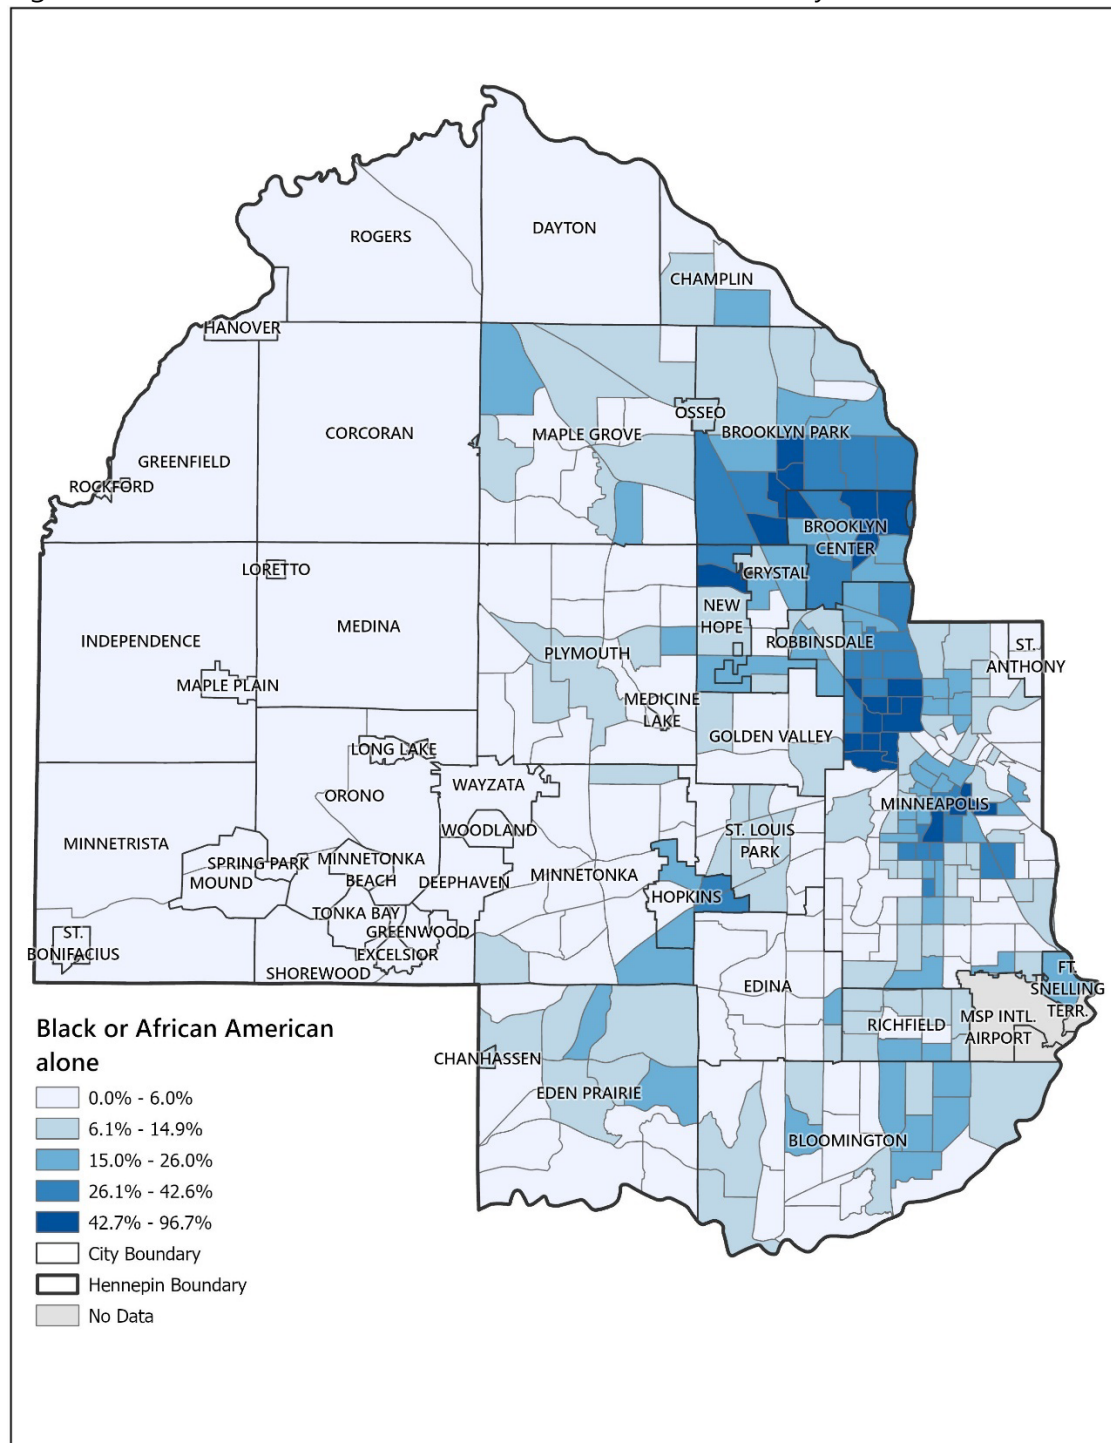 ROGERS
DAYTON
CHAMPLIN
HANOVER
CORCORAN
MAPLE GROVE
OSSEO
BROOKLYN PARK
GREENFIELD
ROCKFORD
BROOKLYN
CENTER
LORETTO
CRYSTAL
INDEPENDENCE
MEDINA
NEW
HOPE
ROBBINSDALE
PLYMOUTH
ST.
ANTHONY
MAPLE PLAIN
MEDICINE
LAKE
GOLDEN VALLEY
LONG LAKE
WAYZATA
ORONO
MINNEAPOLIS
WOODLAND
MINNETRISTA
ST. LOUIS
PARK
SPRING PARK
MINNETONKA
BEACH
MOUND
DEEPHAVEN
MINNETONKA
HOPKINS
TONKA BAY
GREENWOOD
ST.
BONIFACIUS
EXCELSIOR
SHOREWOOD
EDINA
FT.
SNELLING
TERR.
MSP INTL.
AIRPORT
RICHFIELD
CHANHASSEN
EDEN PRAIRIE
BLOOMINGTON
Black or African American
alone
0.0% - 6.0%
6.1% - 14.9%
15.0% - 26.0%
26.1% - 42.6%
42.7% - 96.7%
City Boundary
Hennepin Boundary
No Data